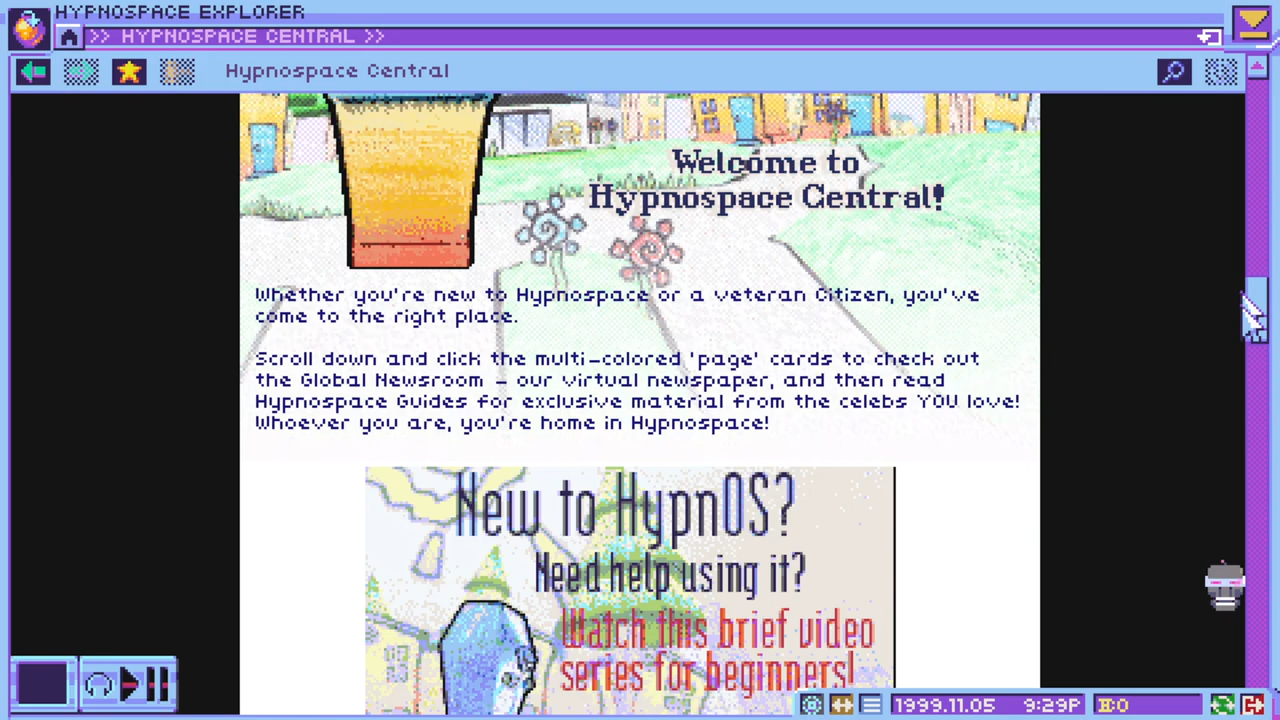 HYPNOSPACE EXPLORER
>> HYPNOSPACE CENTRAL >>
Hypnospace Central
Welcome to
Hypnospace Central!
Whether you're new to Hypnospace or a veteran Citizen, you've
come to the right place.
Scroll down and click the multi-colored 'page' cards to check out
the Global Newsroom - our virtual newspaper, and then read
Hypnospace Guides for exclusive material from the celebs YOU love!
Whoever you are, you're home in Hypnospace!
New to HypnOS?
Need help using it?
Watch this brief video
series for beginners!
1999.11.05 9:29P
:0